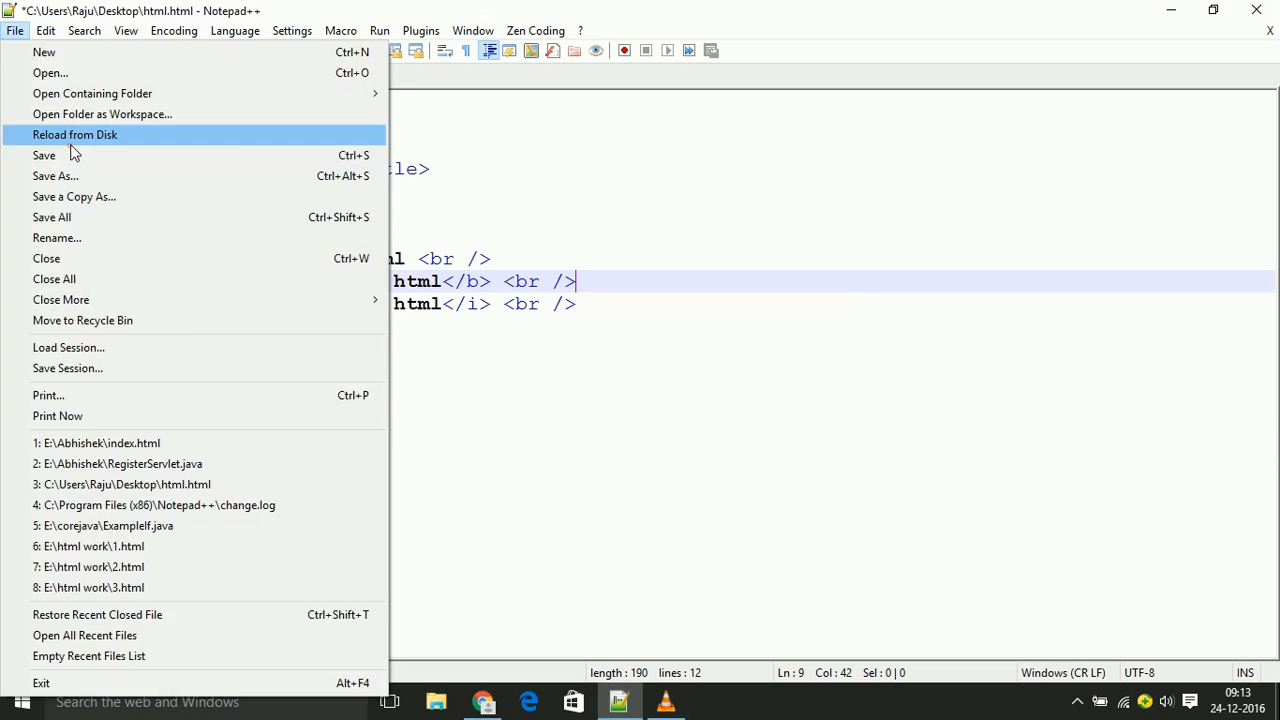 *C:\Users\Raju\Desktop\html.html - Notepad++
File Edit Search View Encoding Language Settings Macro Run Plugins Window Zen Coding ? X
New Ctrl+N
Open... Ctrl+O
Open Containing Folder
Open Folder as Workspace...
Reload from Disk
Save Ctrl+S
tle>
Save As... Ctrl+Alt+S
Save a Copy As...
Save All Ctrl+Shift+S
Rename...
Close Ctrl+W
ml <br />
Close All
html</b> <br />
Close More
html</i> <br />
Move to Recycle Bin
Load Session...
Save Session...
Print... Ctrl+P
Print Now
1: E:\Abhishek\index.html
2: E:\Abhishek\RegisterServlet.java
3: C:\Users\Raju\Desktop\html.html
4: C:\Program Files (x86)\Notepad++\change.log
5: E:\corejava\ExampleIf.java
6: E:\html work\1.html
7: E:\html work\2.html
8: E:\html work\3.html
Restore Recent Closed File Ctrl+Shift+T
Open All Recent Files
Empty Recent Files List
Exit Alt+F4
length : 190 lines : 12 Ln : 9 Col : 42 Sel : 0 | 0 Windows (CR LF) UTF-8 INS
Search the web and Windows
09:13
24-12-2016